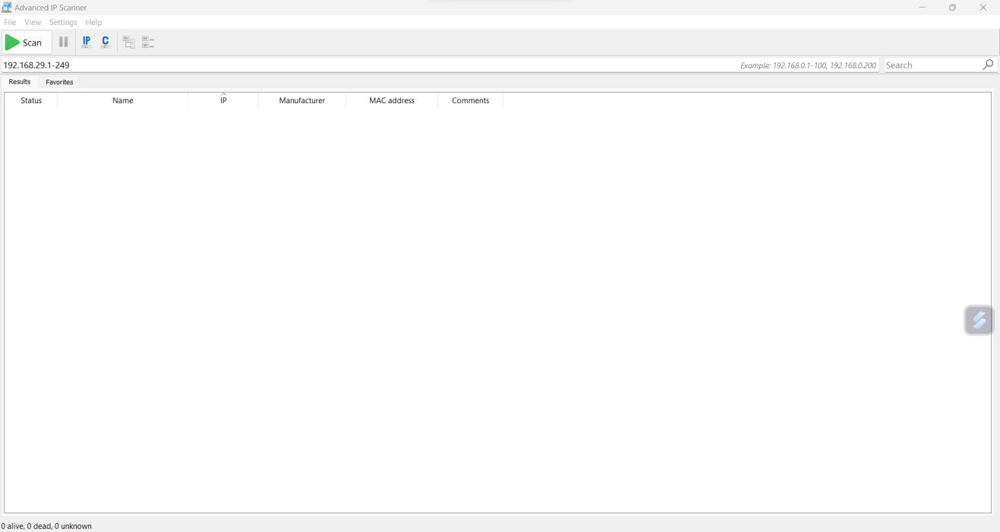 Advanced IP Scanner
File View Settings Help
Scan IP C
192.168.29.1-249 Example: 192.168.0.1-100, 192.168.0.200 Search
Results Favorites
Status Name IP Manufacturer MAC address Comments
0 alive, 0 dead, 0 unknown